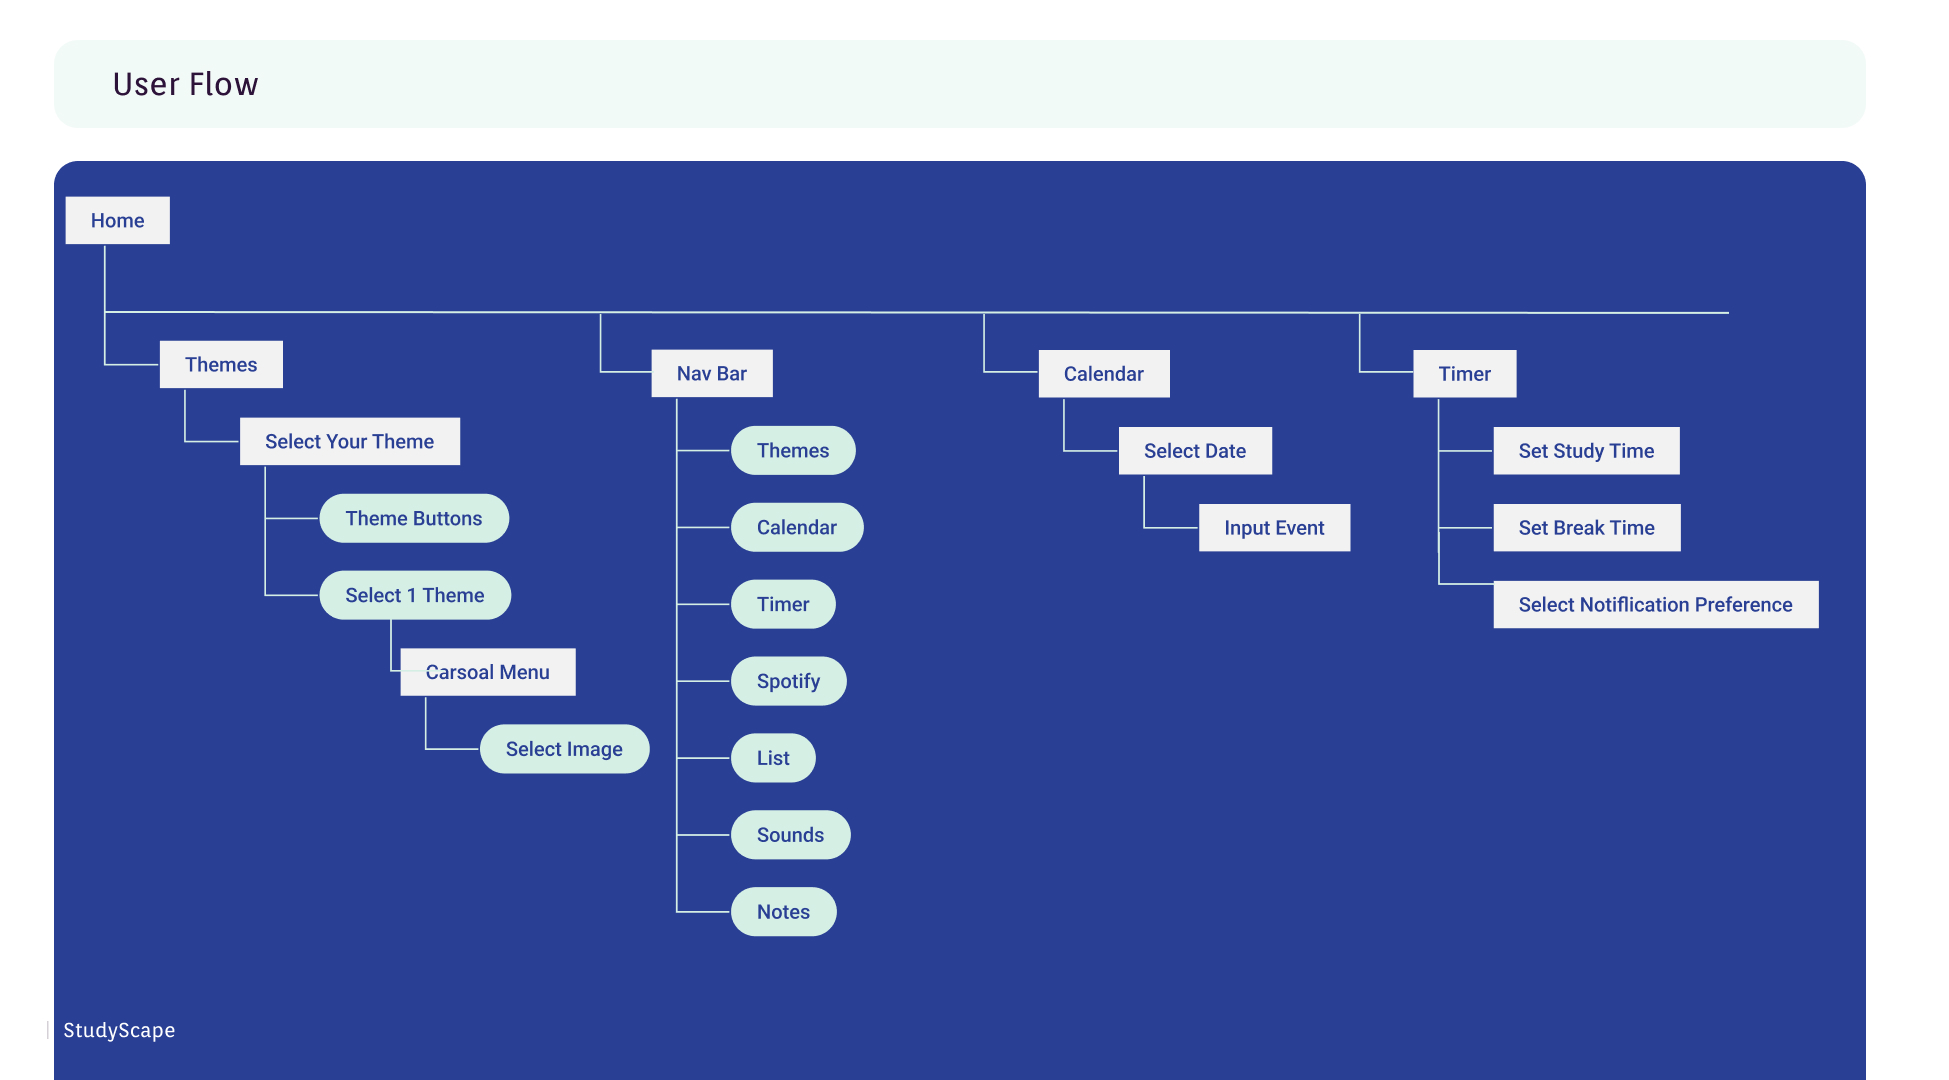 User Flow
Home
Themes
Select Your Theme
Theme Buttons
Select 1 Theme
Carsoal Menu
Select Image
Nav Bar
Themes
Calendar
Timer
Spotify
List
Sounds
Notes
Calendar
Select Date
Input Event
Timer
Set Study Time
Set Break Time
Select Notiflication Preference
StudyScape